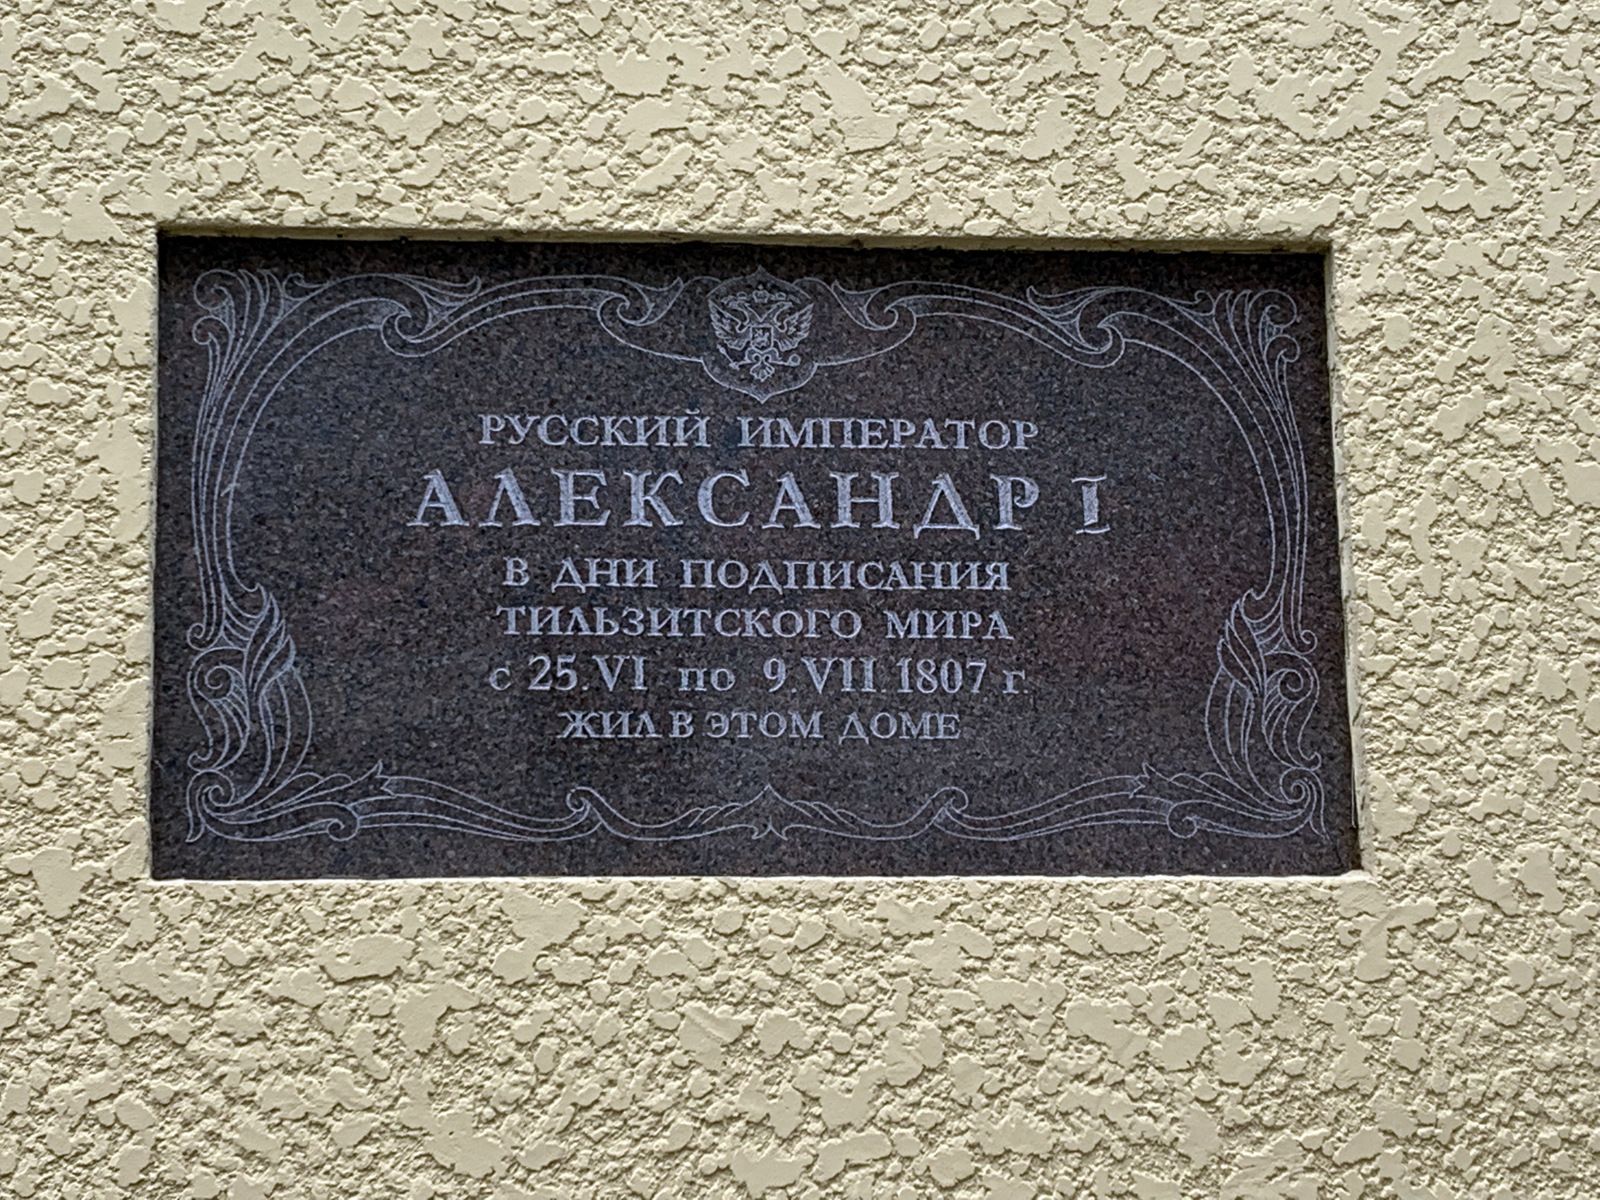 РУССКИЙ ИМПЕРАТОР
АЛЕКСАНДР I
В ДНИ ПОДПИСАНИЯ
ТИЛЬЗИТСКОГО МИРА
с 25.VI по 9.VII.1807 г.
ЖИЛ В ЭТОМ ДОМЕ